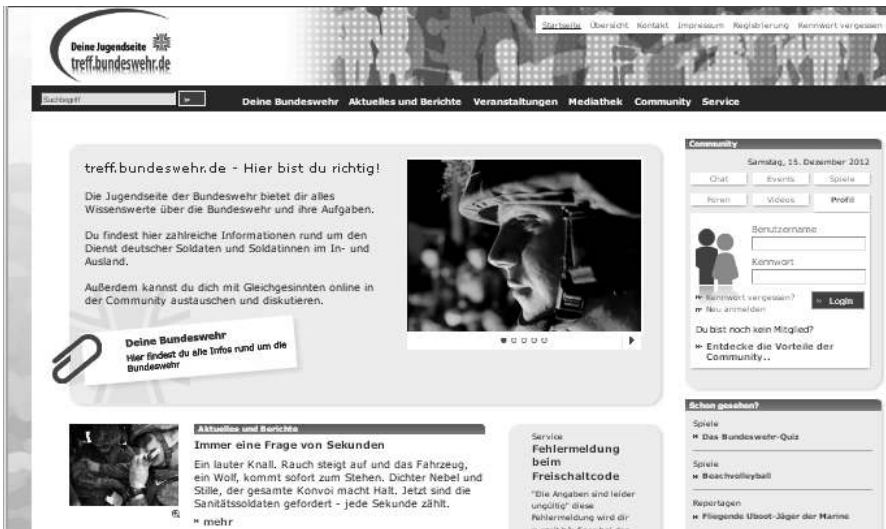 Startseite Übersicht Kontakt Impressum Registrierung Kennwort vergessen
Deine Jugendseite
treff.bundeswehr.de
Suchbegriff
Deine Bundeswehr Aktuelles und Berichte Veranstaltungen Mediathek Community Service
treff.bundeswehr.de - Hier bist du richtig!
Die Jugendseite der Bundeswehr bietet dir alles
Wissenswerte über die Bundeswehr und ihre Aufgaben.
Du findest hier zahlreiche Informationen rund um den
Dienst deutscher Soldaten und Soldatinnen im In- und
Ausland.
Außerdem kannst du dich mit Gleichgesinnten online in
der Community austauschen und diskutieren.
Deine Bundeswehr
Hier findest du alle Infos rund um die
Bundeswehr
Community
Samstag, 15. Dezember 2012
Chat Events Spiele
Foren Videos Profil
Benutzername
Kennwort
Kennwort vergessen?
Neu anmelden
Login
Du bist noch kein Mitglied?
Entdecke die Vorteile der
Community..
Aktuelles und Berichte
Immer eine Frage von Sekunden
Ein lauter Knall. Rauch steigt auf und das Fahrzeug,
ein Wolf, kommt sofort zum Stehen. Dichter Nebel und
Stille, der gesamte Konvoi macht Halt. Jetzt sind die
Sanitätssoldaten gefordert - jede Sekunde zählt.
mehr
Service
Fehlermeldung
beim
Freischaltcode
"Die Angaben sind leider
ungültig" diese
Fehlermeldung wird dir
Schon gesehen?
Spiele
Das Bundeswehr-Quiz
Spiele
Beachvolleyball
Reportagen
Fliegende Uboot-Jäger der Marine